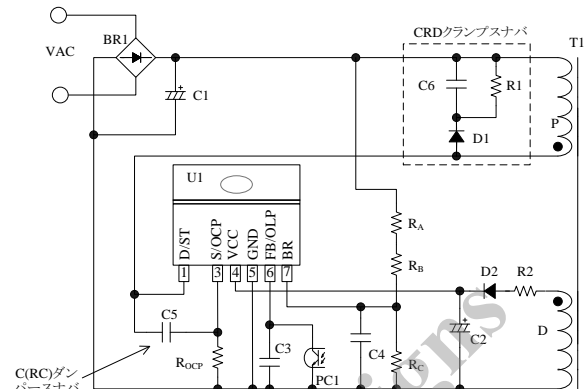 CRDクランプスナバ
T1
VAC
BR1
C1
C6
R1
D1
P
U1
D/ST
S/OCP
VCC
GND
FB/OLP
BR
1
3
4
5
6
7
RA
RB
D2
R2
C5
C2
D
ROCP
C3
PC1
C4
RC
C(RC)ダン
パースナバ